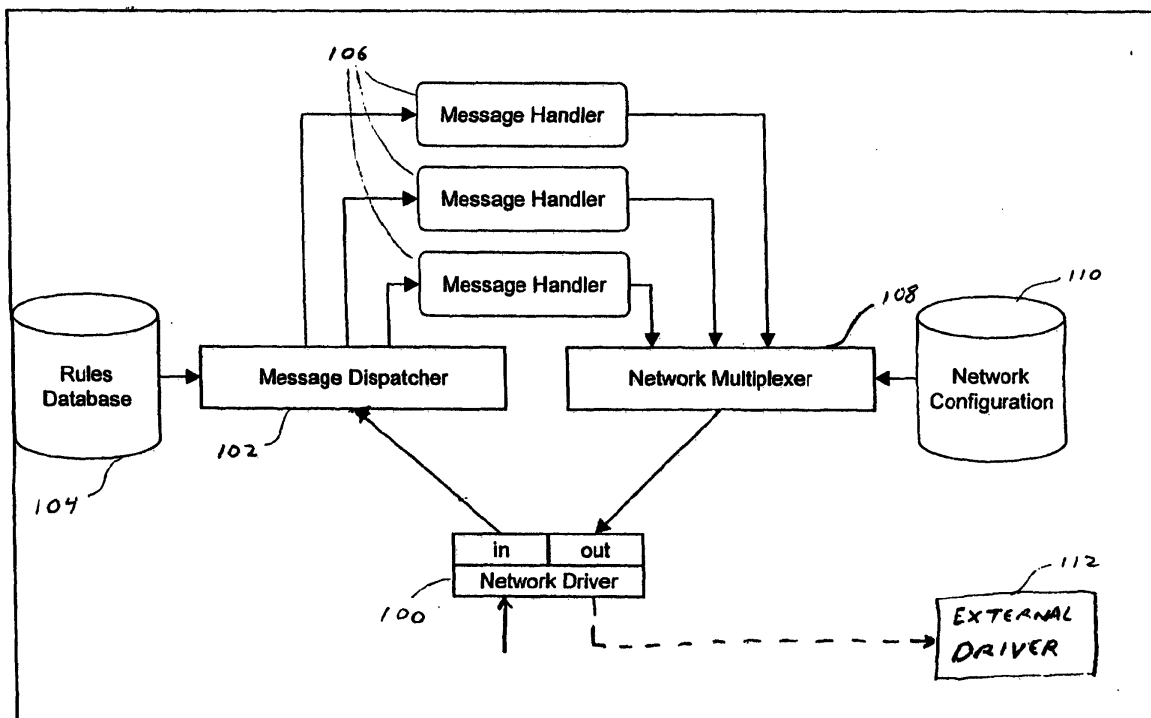 106
Message Handler
Message Handler
Message Handler
108
110
Rules
Database
Message Dispatcher
Network Multiplexer
Network
Configuration
102
104
in
out
Network Driver
100
112
EXTERNAL
DRIVER